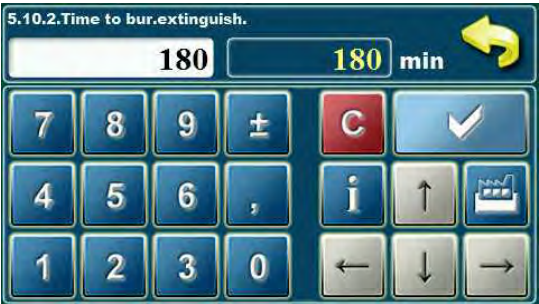 5.10.2.Time to bur.extinguish.
180 180 min
7 8 9 ± C
4 5 6 , i ↑
1 2 3 0 ← ↓ →